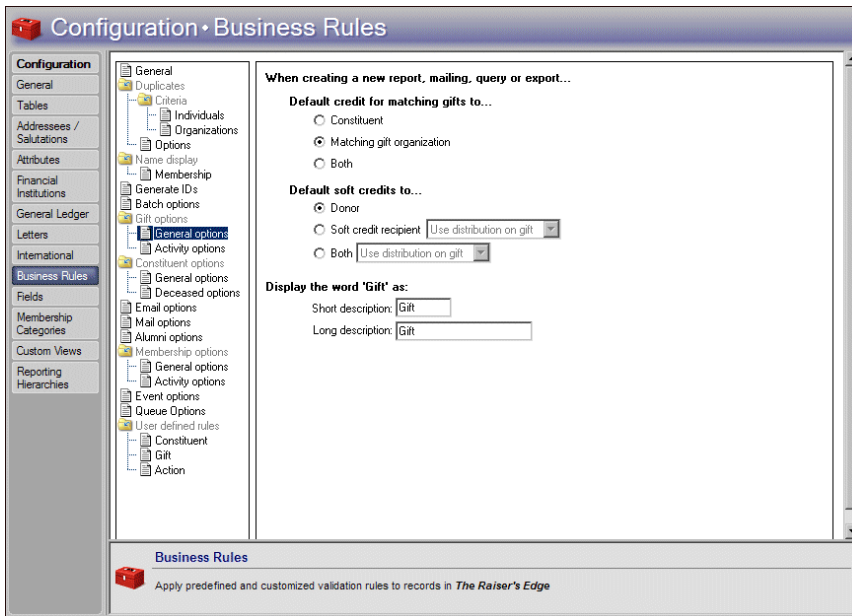 Configuration • Business Rules
Configuration
General
Tables
Addressees /
Salutations
Attributes
Financial
Institutions
General Ledger
Letters
International
Business Rules
Fields
Membership
Categories
Custom Views
Reporting
Hierarchies
General
Duplicates
Criteria
Individuals
Organizations
Options
Name display
Membership
Generate IDs
Batch options
Gift options
General options
Activity options
Constituent options
General options
Deceased options
Email options
Mail options
Alumni options
Membership options
General options
Activity options
Event options
Queue Options
User defined rules
Constituent
Gift
Action
When creating a new report, mailing, query or export...
Default credit for matching gifts to...
Constituent
Matching gift organization
Both
Default soft credits to...
Donor
Soft credit recipient Use distribution on gift
Both Use distribution on gift
Display the word 'Gift' as:
Short description: Gift
Long description: Gift
Business Rules
Apply predefined and customized validation rules to records in The Raiser's Edge